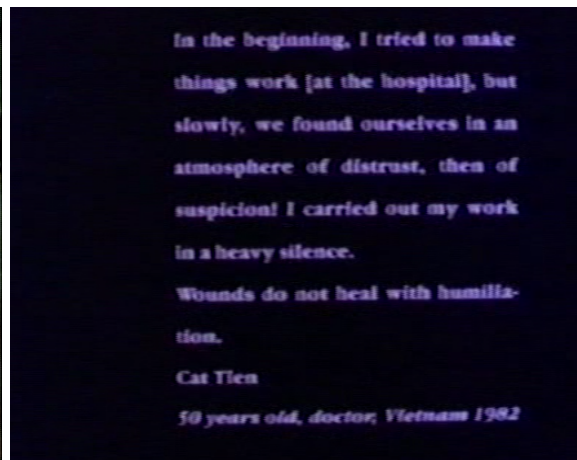 In the beginning, I tried to make
things work [at the hospital], but
slowly, we found ourselves in an
atmosphere of distrust, then of
suspicion! I carried out my work
in a heavy silence.
Wounds do not heal with humilia-
tion.
Cat Tien
50 years old, doctor, Vietnam 1982